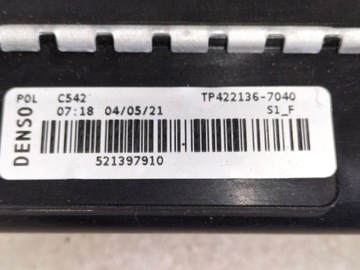 DENSO
POL C542 TP422136-7040
07:18 04/05/21 S1_F
521397910